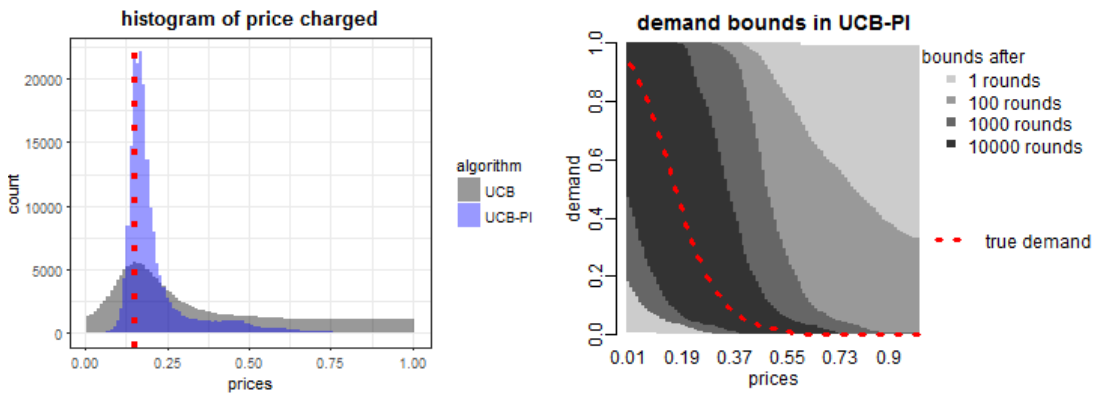 histogram of price charged
20000
15000
10000
5000
0
count
0.00
0.25
0.50
0.75
1.00
prices
algorithm
UCB
UCB-PI
demand bounds in UCB-PI
1.0
0.8
0.6
0.4
0.2
0.0
demand
0.01
0.19
0.37
0.55
0.73
0.9
prices
bounds after
1 rounds
100 rounds
1000 rounds
10000 rounds
true demand